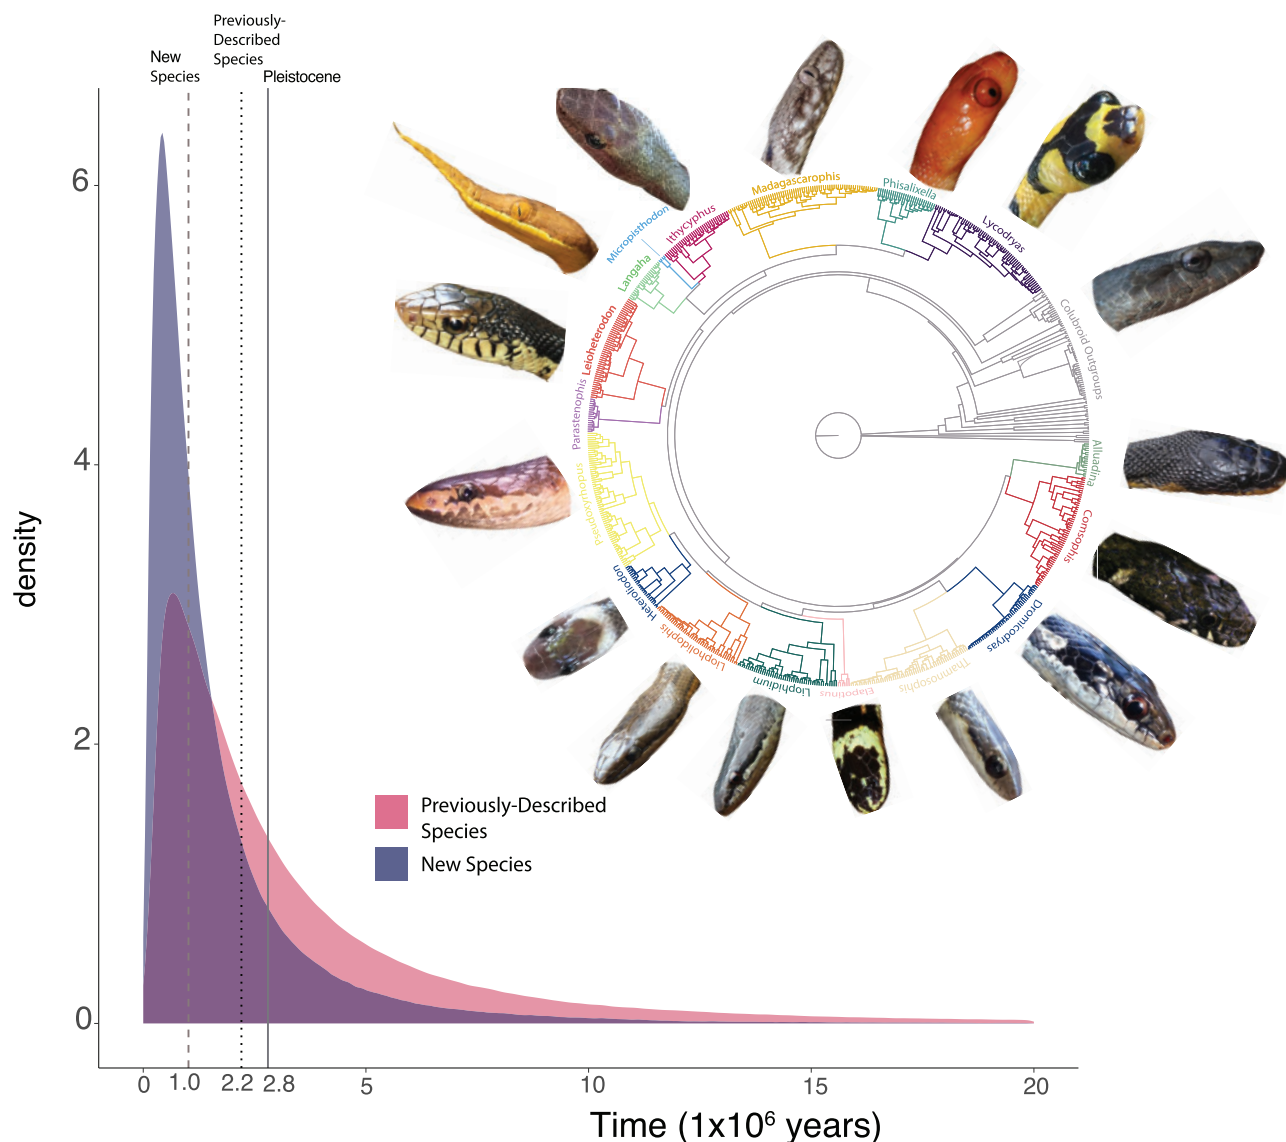 Previously-
Described
Species
New
Species
Pleistocene
6
4
2
0
density
0
1.0
2.2
2.8
5
10
15
20
Time (1x10⁶ years)
Previously-Described
Species
New Species
Madagascarophis
Phisalixella
Lycodryas
Colubroid Outgroups
Alluadina
Comsophis
Dromicodryas
Thamnosophis
Elapotinus
Liophidium
Liopholidophis
Heteroliodon
Pseudoxyrhopus
Parastenophis
Leioheterodon
Langaha
Micropisthodon
Ithycyphus